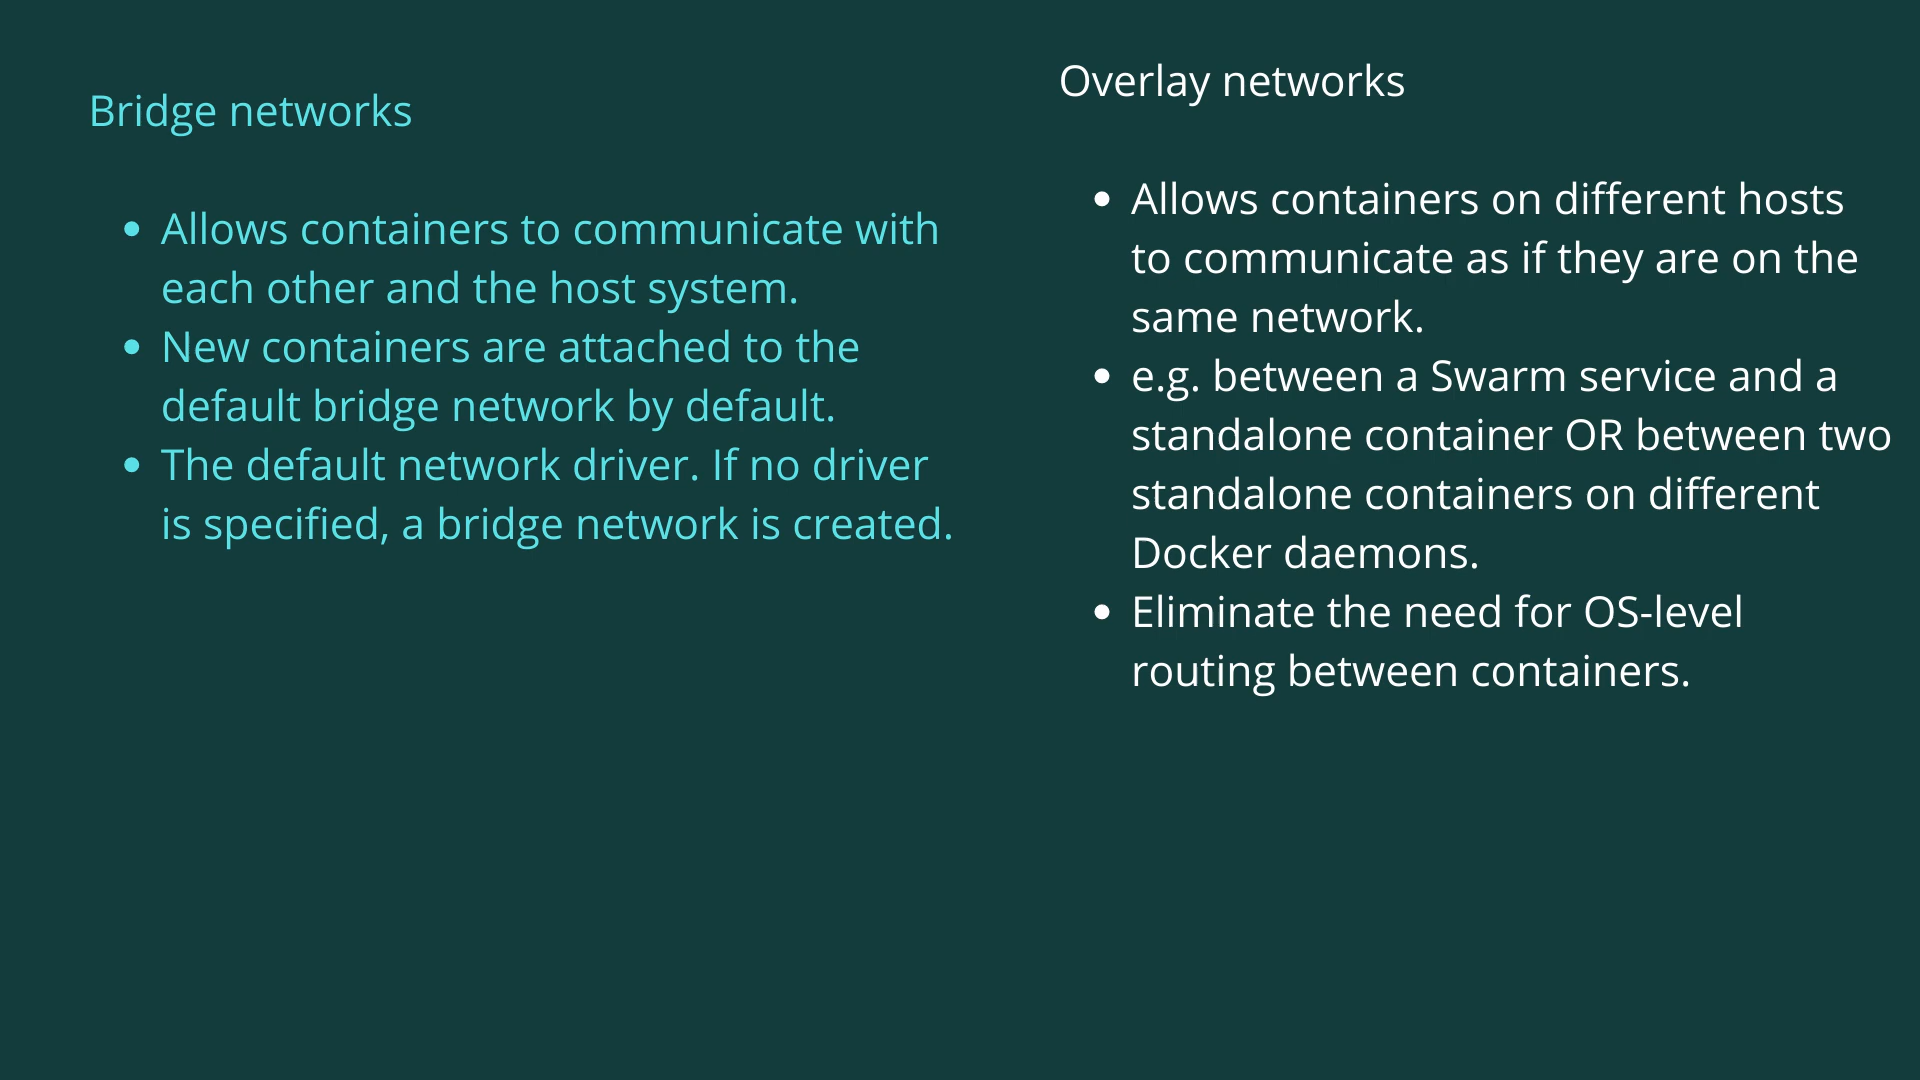 Bridge networks
• Allows containers to communicate with
each other and the host system.
• New containers are attached to the
default bridge network by default.
• The default network driver. If no driver
is specified, a bridge network is created.
Overlay networks
• Allows containers on different hosts
to communicate as if they are on the
same network.
• e.g. between a Swarm service and a
standalone container OR between two
standalone containers on different
Docker daemons.
• Eliminate the need for OS-level
routing between containers.